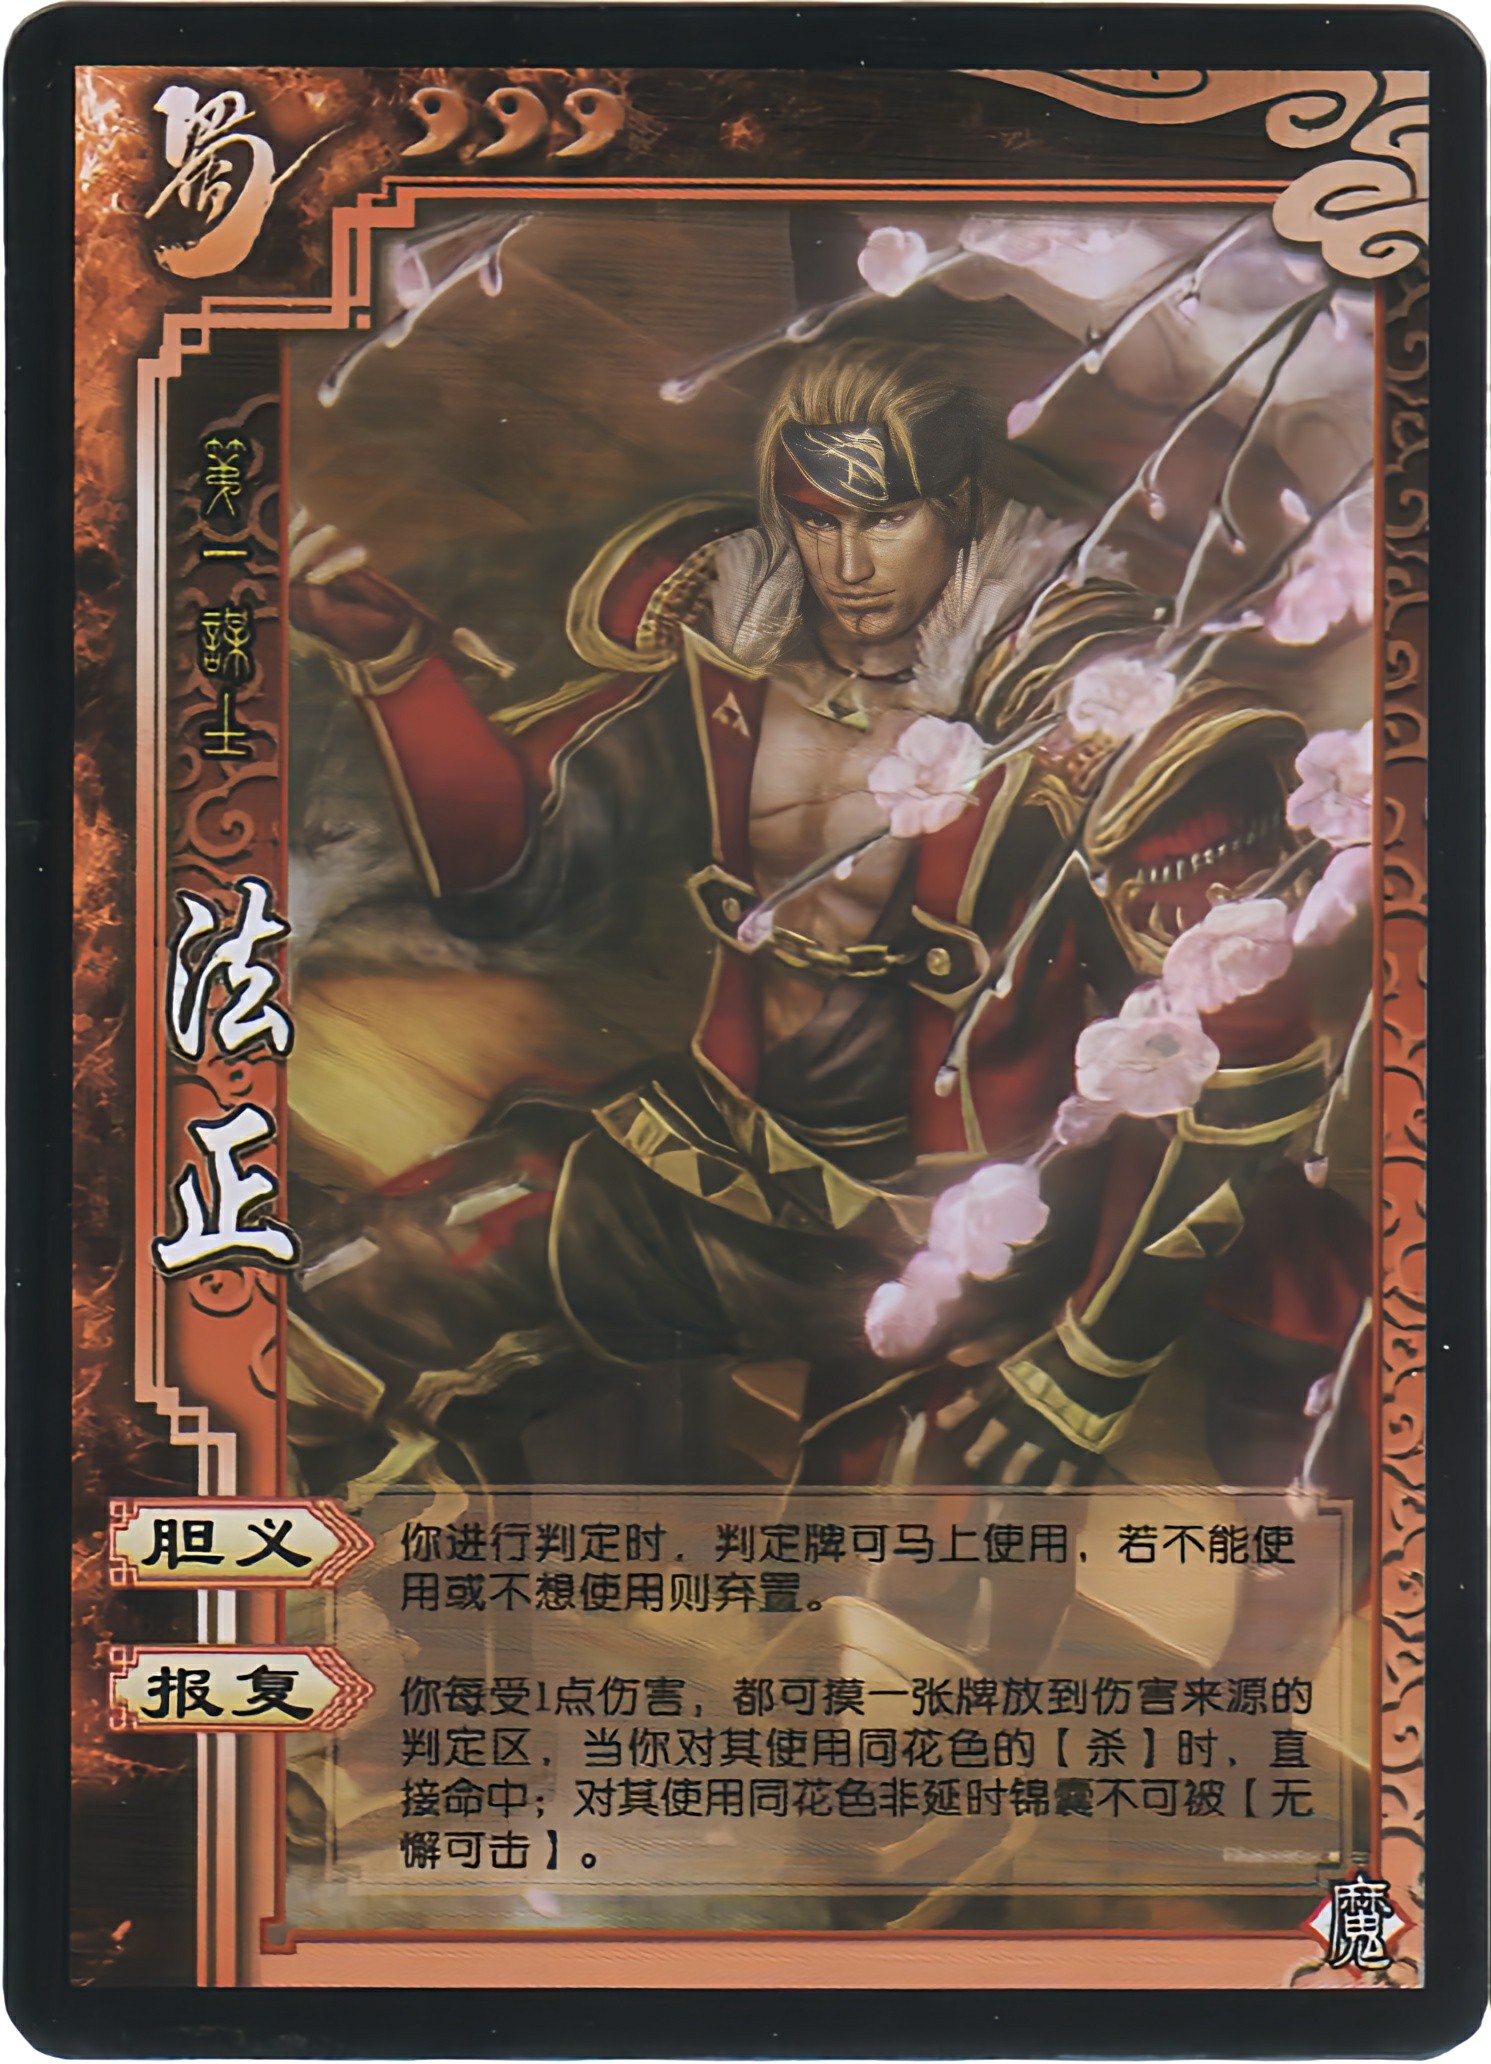 蜀
第一謀士
法正
胆义
你进行判定时，判定牌可马上使用，若不能使
用或不想使用则弃置。
报复
你每受1点伤害，都可摸一张牌放到伤害来源的
判定区，当你对其使用同花色的【杀】时，直
接命中；对其使用同花色非延时锦囊不可被【无
懈可击】。
魔